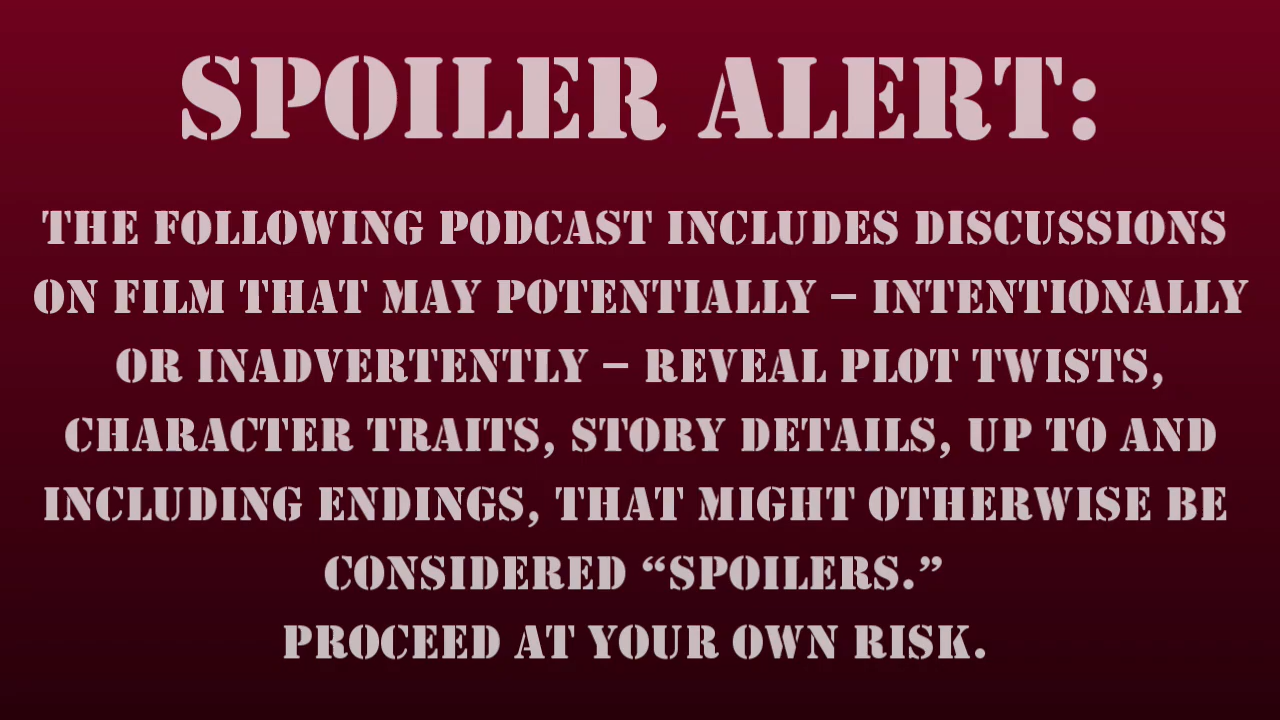 SPOILER ALERT:
THE FOLLOWING PODCAST INCLUDES DISCUSSIONS
ON FILM THAT MAY POTENTIALLY – INTENTIONALLY
OR INADVERTENTLY – REVEAL PLOT TWISTS,
CHARACTER TRAITS, STORY DETAILS, UP TO AND
INCLUDING ENDINGS, THAT MIGHT OTHERWISE BE
CONSIDERED “SPOILERS.”
PROCEED AT YOUR OWN RISK.